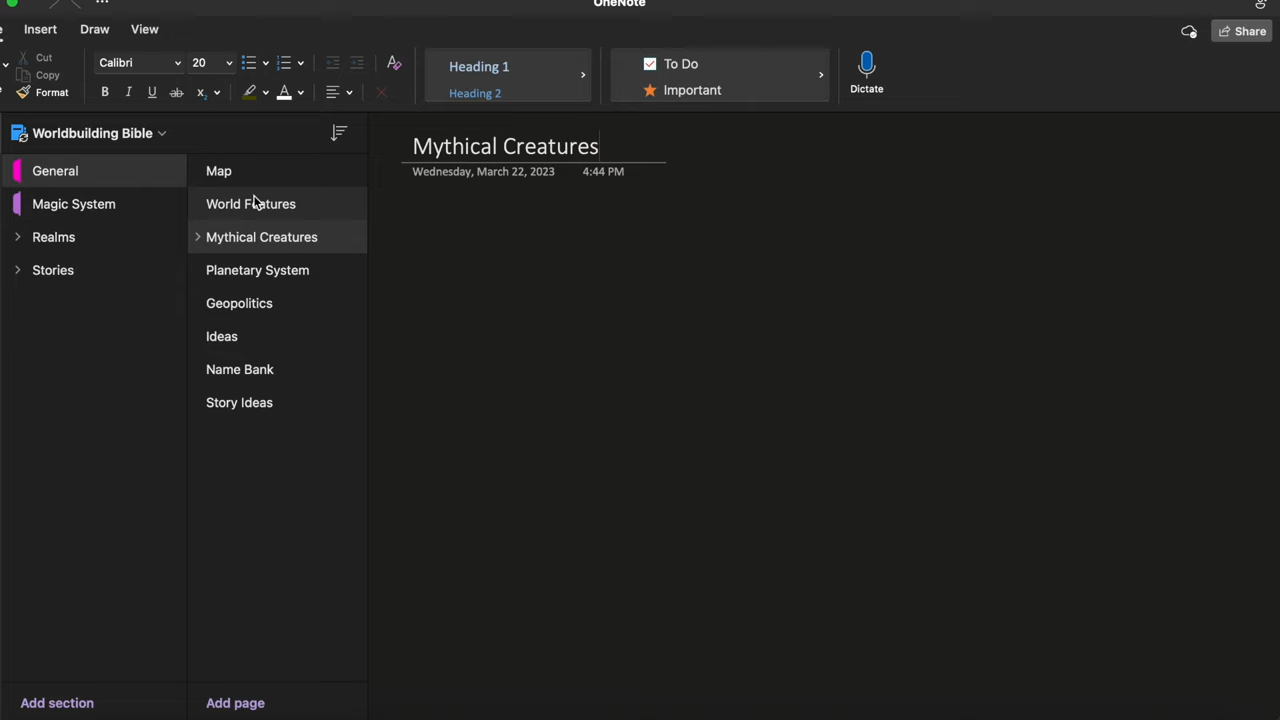 OneNote
Insert Draw View
Share
Cut
Copy
Format
Calibri 20
B I U ab x₂ A
Heading 1
Heading 2
To Do
Important
Dictate
Worldbuilding Bible
General
Magic System
Realms
Stories
Map
World Features
Mythical Creatures
Planetary System
Geopolitics
Ideas
Name Bank
Story Ideas
Mythical Creatures
Wednesday, March 22, 2023 4:44 PM
Add section
Add page